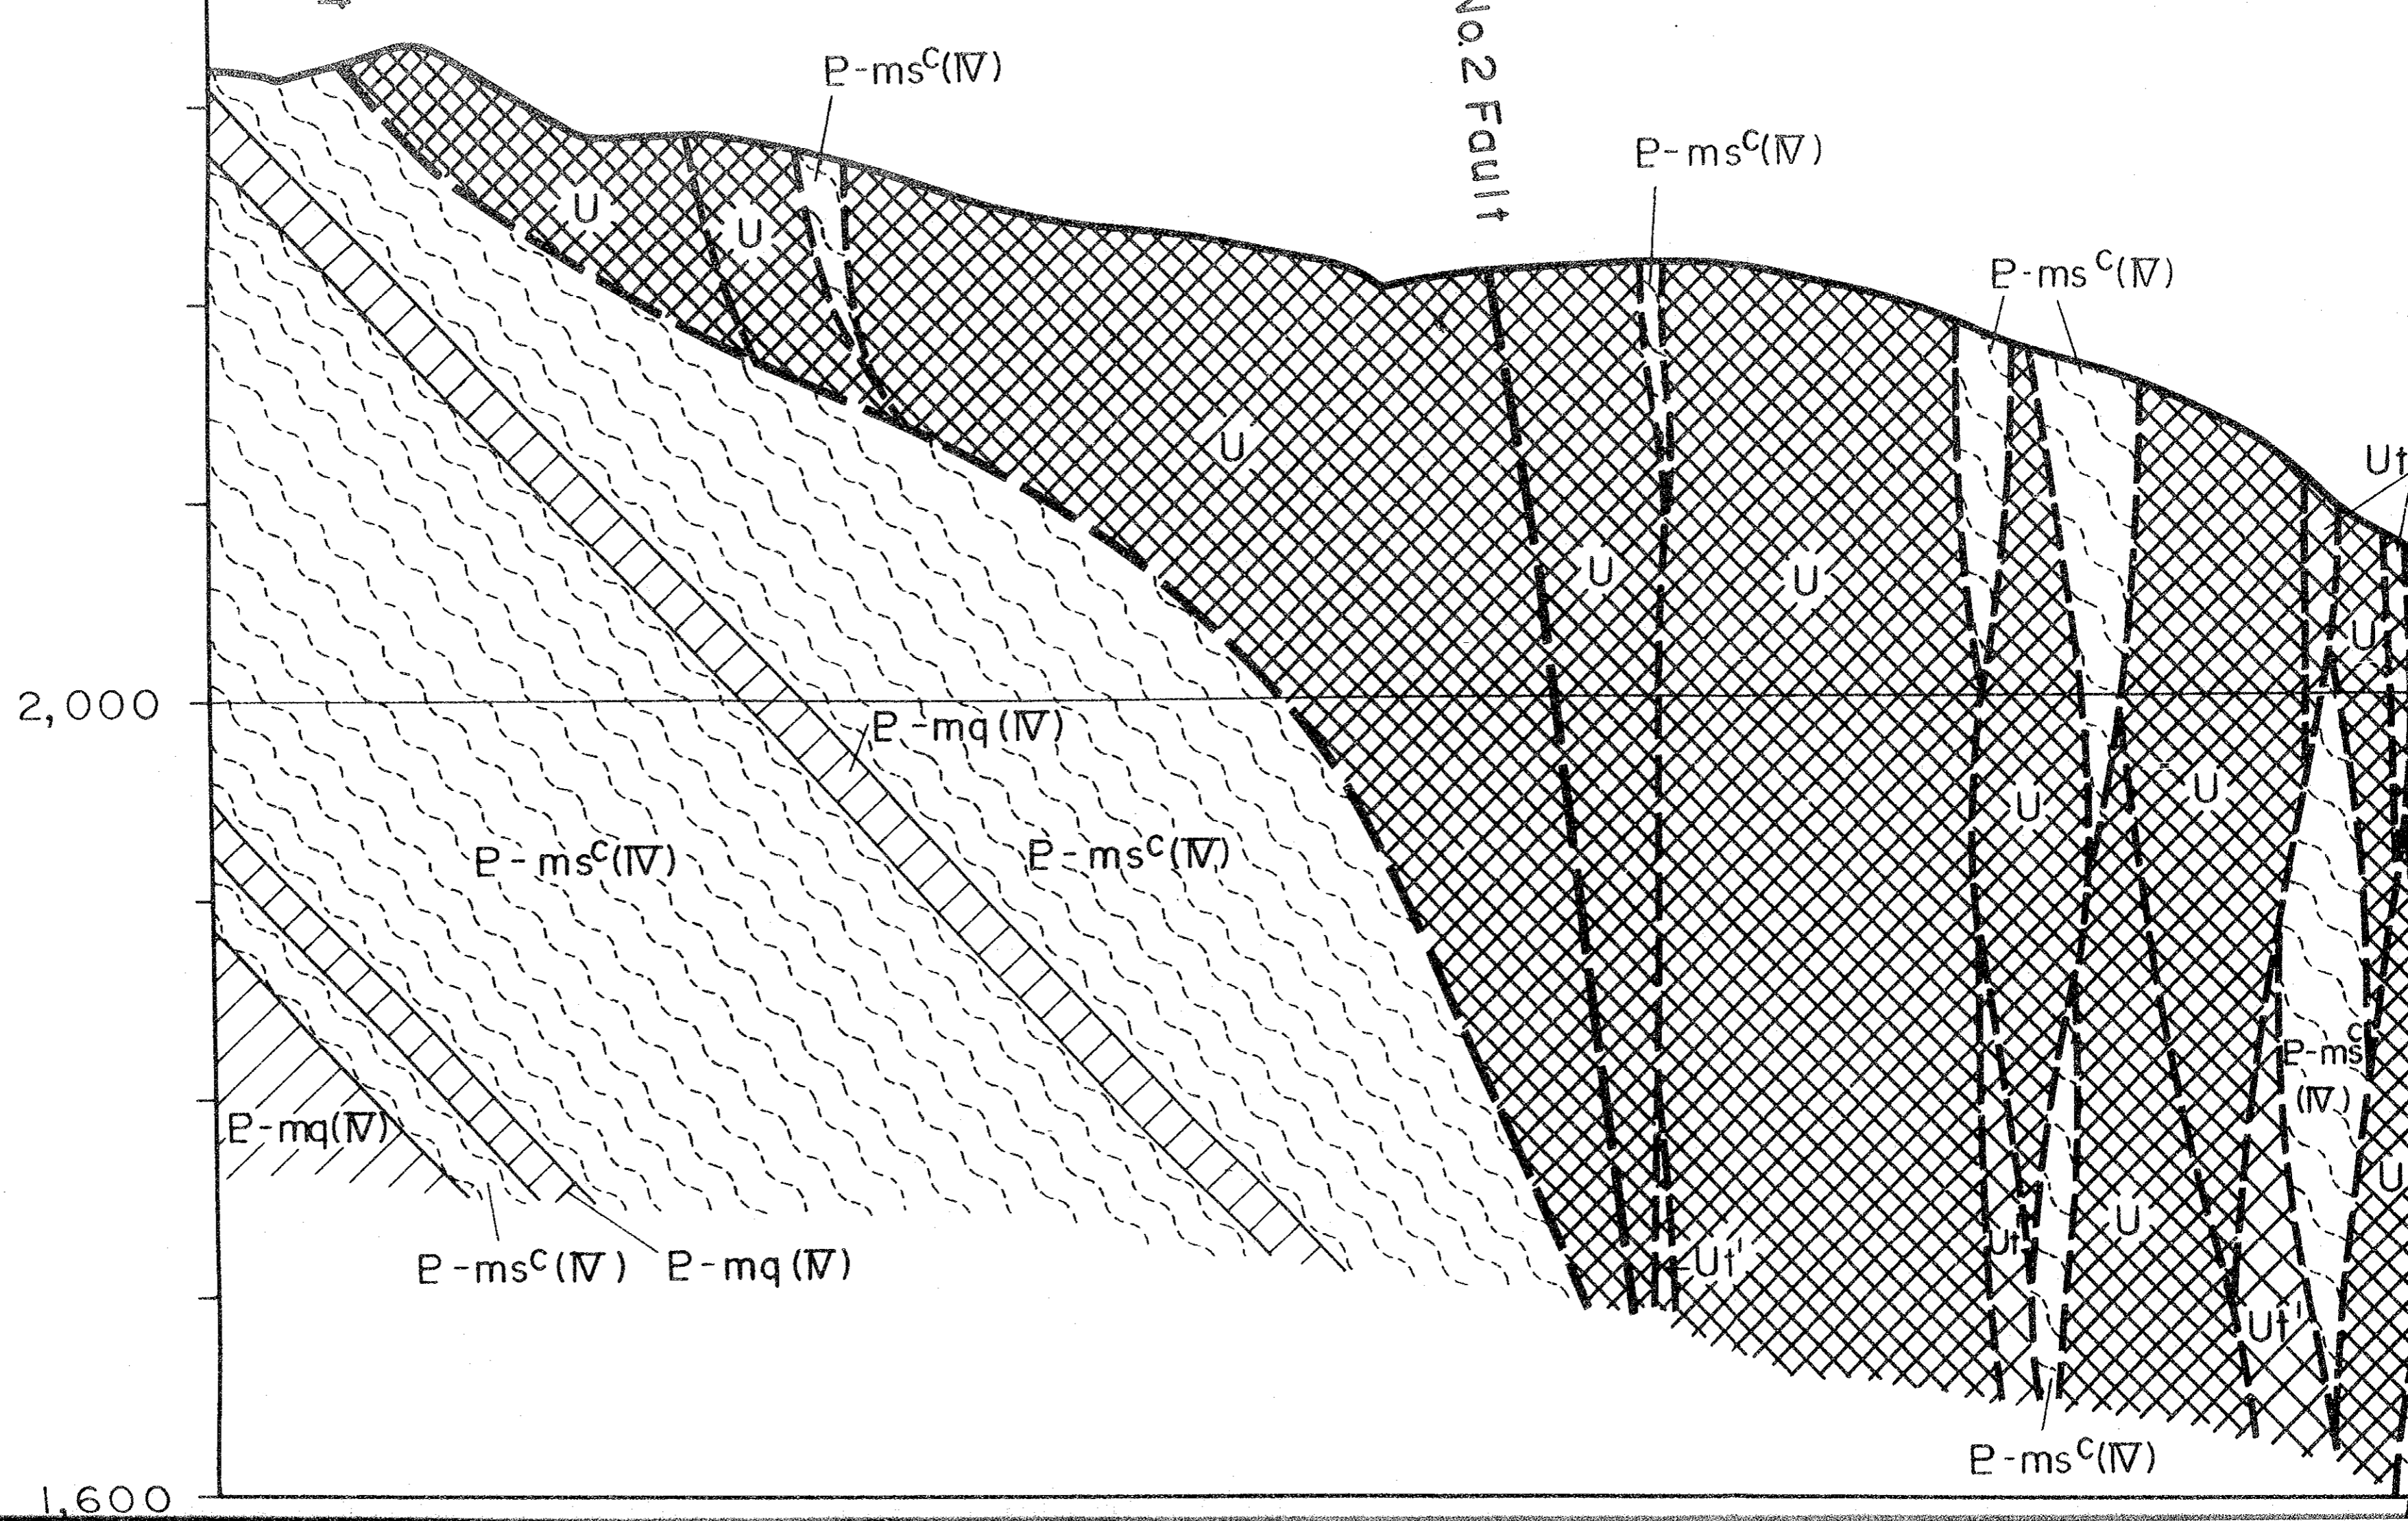 P-msC(IV)
No.2 Fault
P-msC(IV)
P-msC(IV)
Ut
U
U
U
U
U
U
2,000
P-mq(IV)
U
U
P-msC(IV)
P-msC(IV)
P-msC
(IV)
P-mq(IV)
U
U
Ut'
Ut'
P-msC(IV)
P-mq(IV)
Ut'
P-msC(IV)
1,600